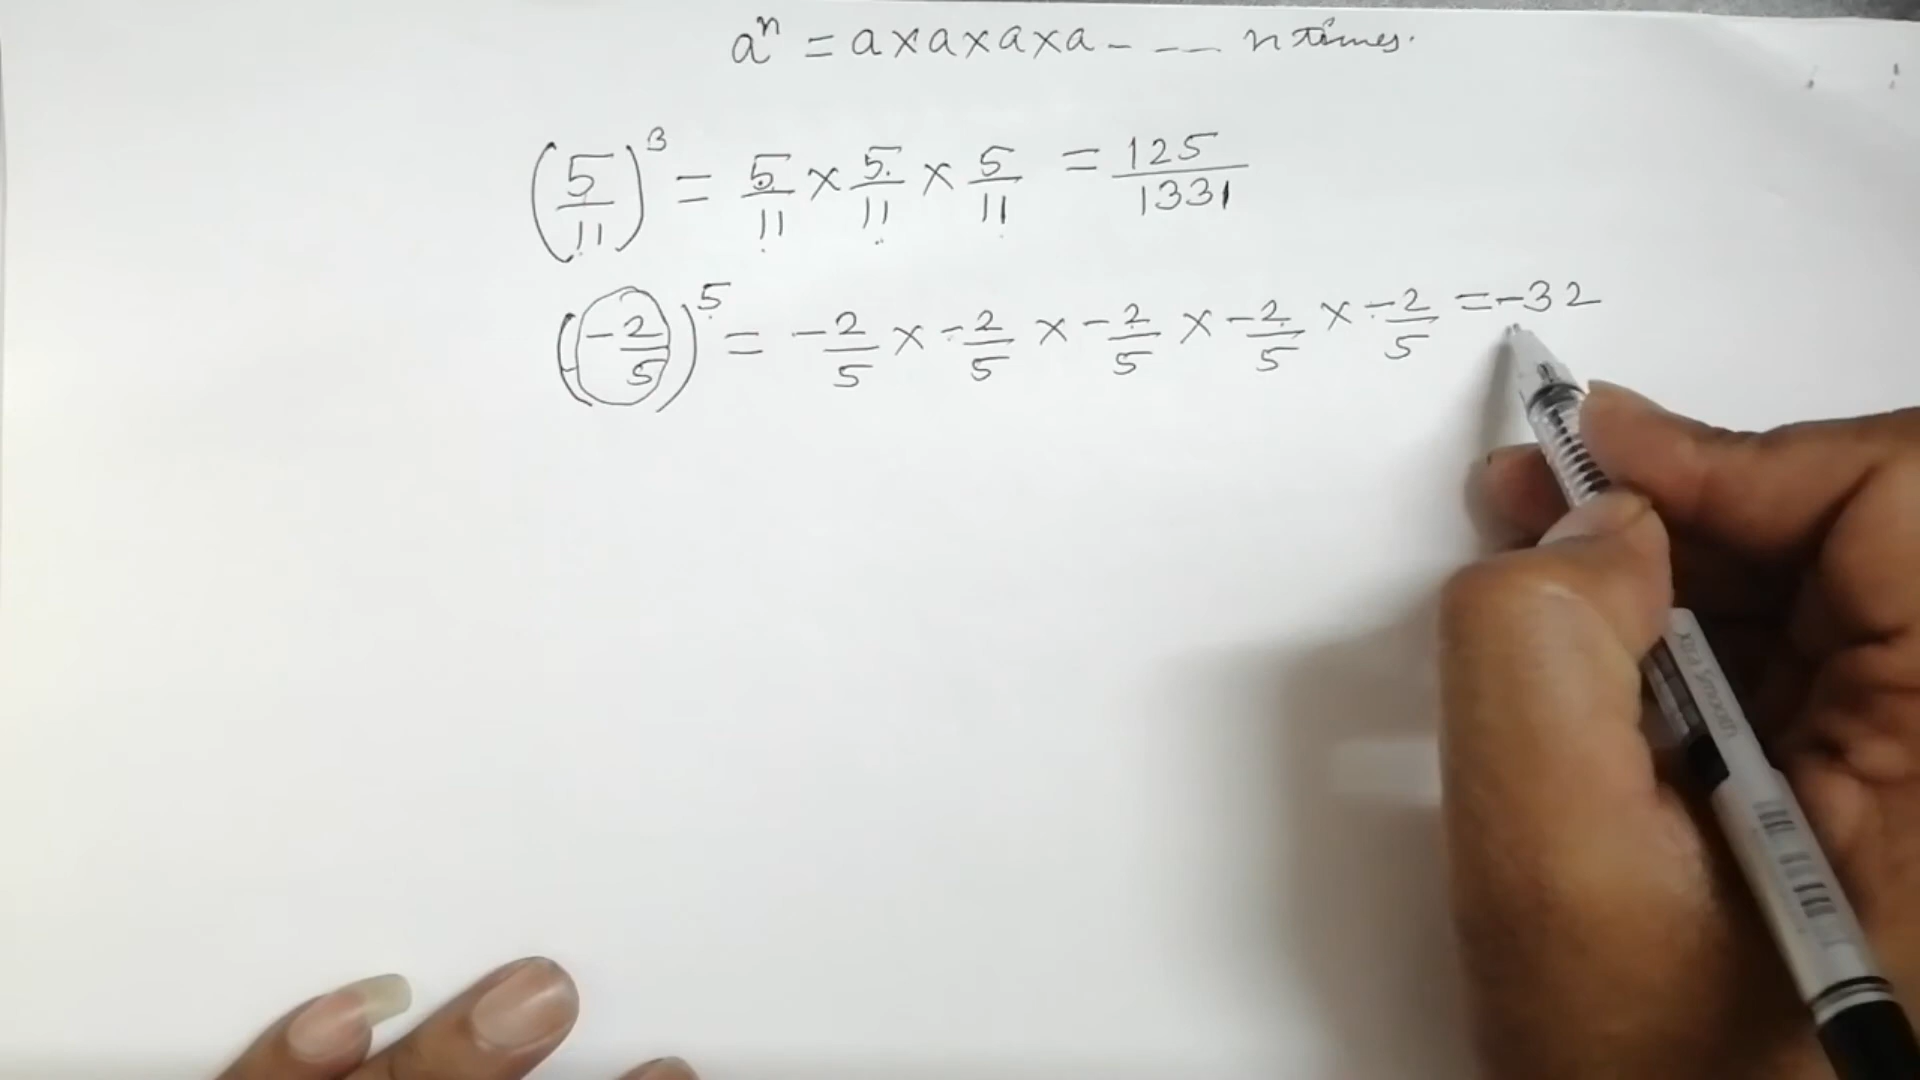 aⁿ = a × a × a × a - - - n times.
(5/11)³ = 5/11 × 5/11 × 5/11 = 125/1331
(-2/5)⁵ = -2/5 × -2/5 × -2/5 × -2/5 × -2/5 = -32